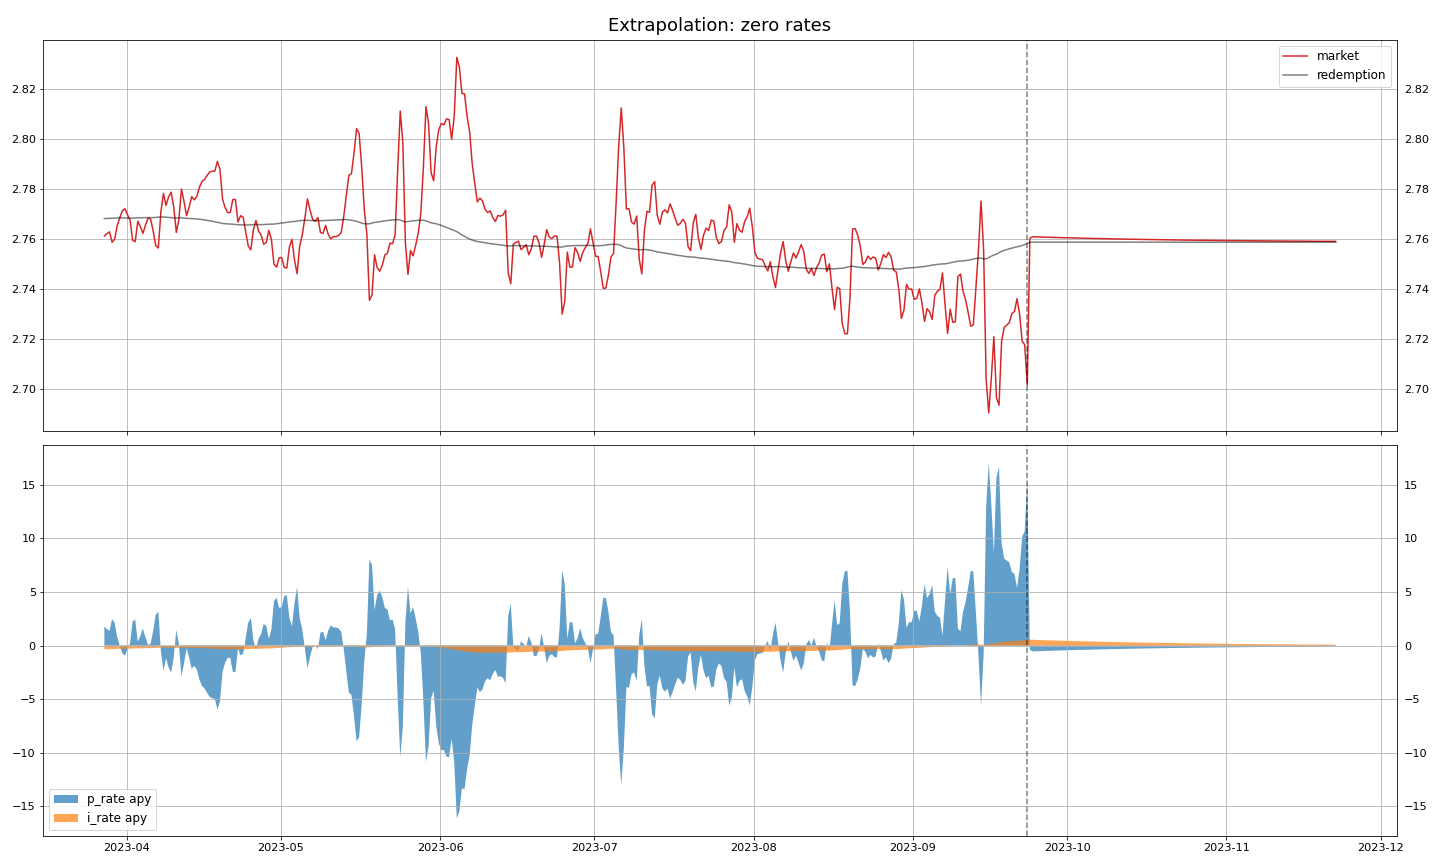 Extrapolation: zero rates
market
redemption
2.82 2.82
2.80 2.80
2.78 2.78
2.76 2.76
2.74 2.74
2.72 2.72
2.70 2.70
15 15
10 10
5 5
0 0
−5 −5
−10 −10
−15 −15
p_rate apy
i_rate apy
2023-04 2023-05 2023-06 2023-07 2023-08 2023-09 2023-10 2023-11 2023-12